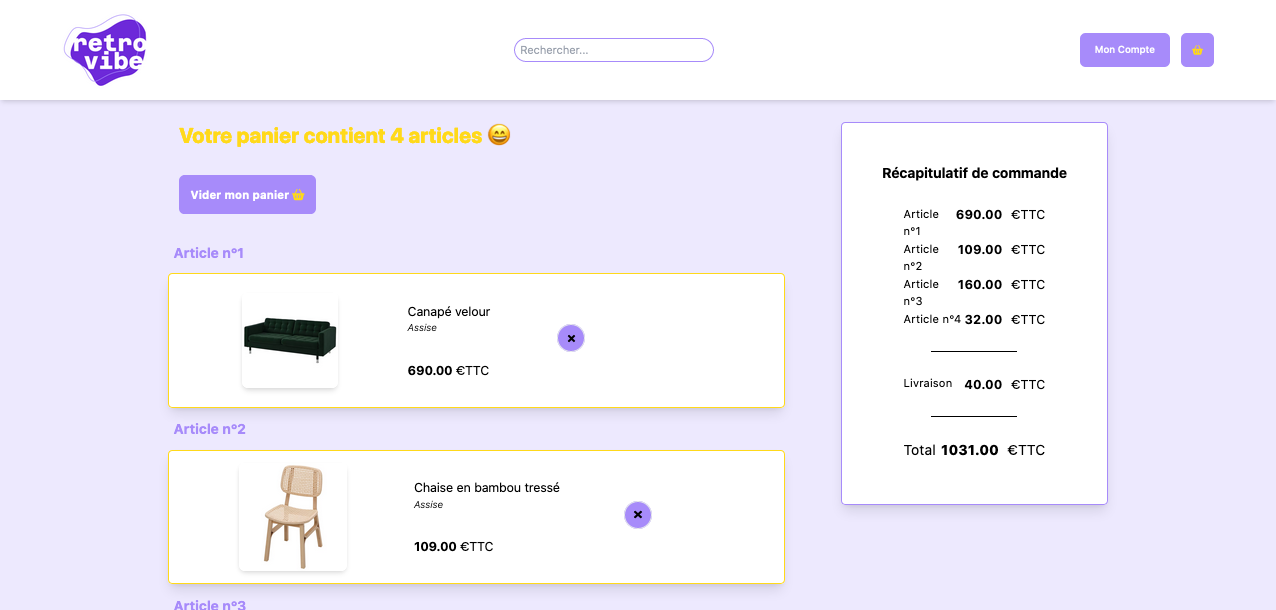 retro
vibe
Rechercher...
Mon Compte
Votre panier contient 4 articles 😄
Vider mon panier
Article n°1
Canapé velour
Assise
690.00 €TTC
Article n°2
Chaise en bambou tressé
Assise
109.00 €TTC
Article n°3
Récapitulatif de commande
Article n°1 690.00 €TTC
Article n°2 109.00 €TTC
Article n°3 160.00 €TTC
Article n°4 32.00 €TTC
Livraison 40.00 €TTC
Total 1031.00 €TTC